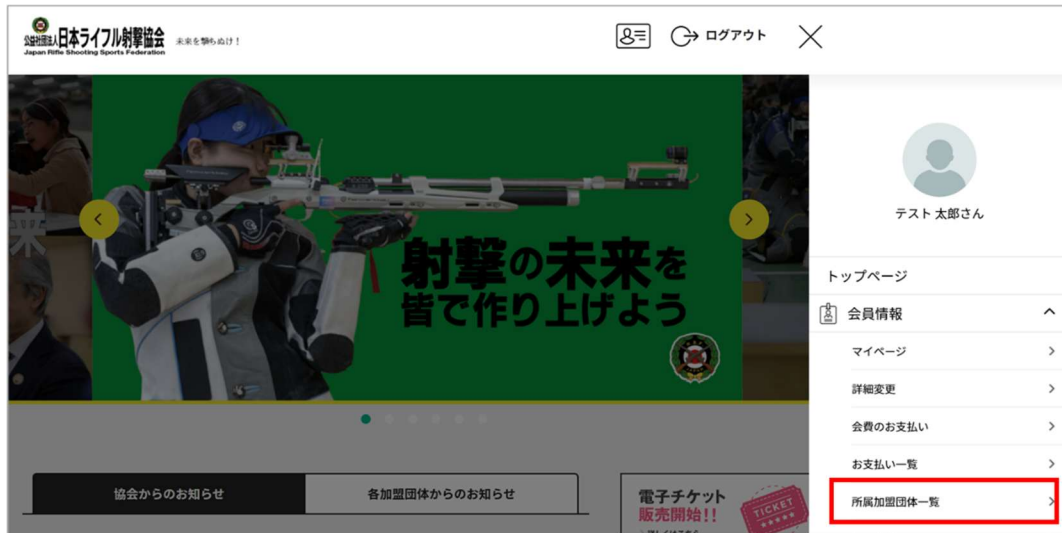 公益社団法人日本ライフル射撃協会
Japan Rifle Shooting Sports Federation
未来を撃ちぬけ!
ログアウト
射撃の未来を
皆で作り上げよう
テスト 太郎さん
トップページ
会員情報
マイページ
詳細変更
会費のお支払い
お支払い一覧
所属加盟団体一覧
協会からのお知らせ
各加盟団体からのお知らせ
電子チケット
販売開始!!
TICKET